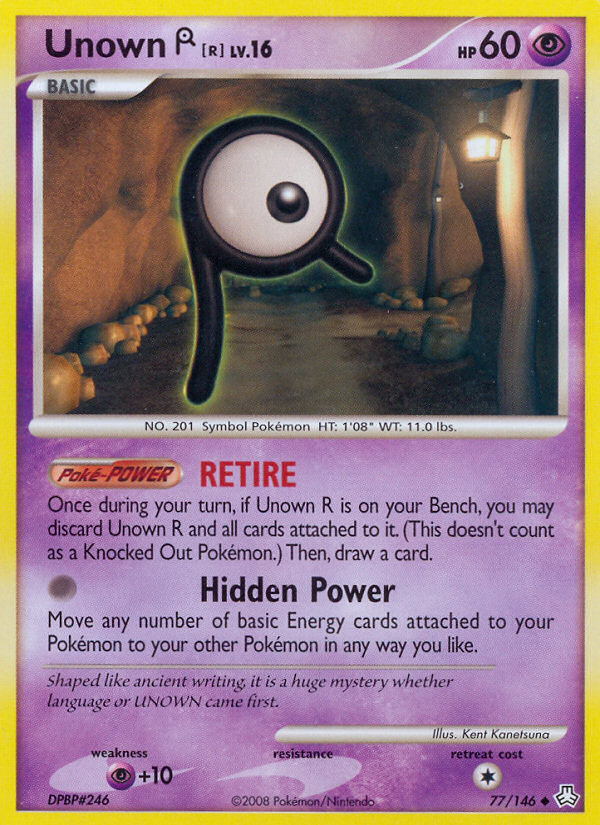 Unown R [R] LV.16 HP 60
BASIC
NO. 201 Symbol Pokémon HT: 1'08" WT: 11.0 lbs.
Poké-POWER RETIRE
Once during your turn, if Unown R is on your Bench, you may
discard Unown R and all cards attached to it. (This doesn't count
as a Knocked Out Pokémon.) Then, draw a card.
Hidden Power
Move any number of basic Energy cards attached to your
Pokémon to your other Pokémon in any way you like.
Shaped like ancient writing, it is a huge mystery whether
language or UNOWN came first.
Illus. Kent Kanetsuna
weakness resistance retreat cost
+10
DPBP#246 ©2008 Pokémon/Nintendo 77/146